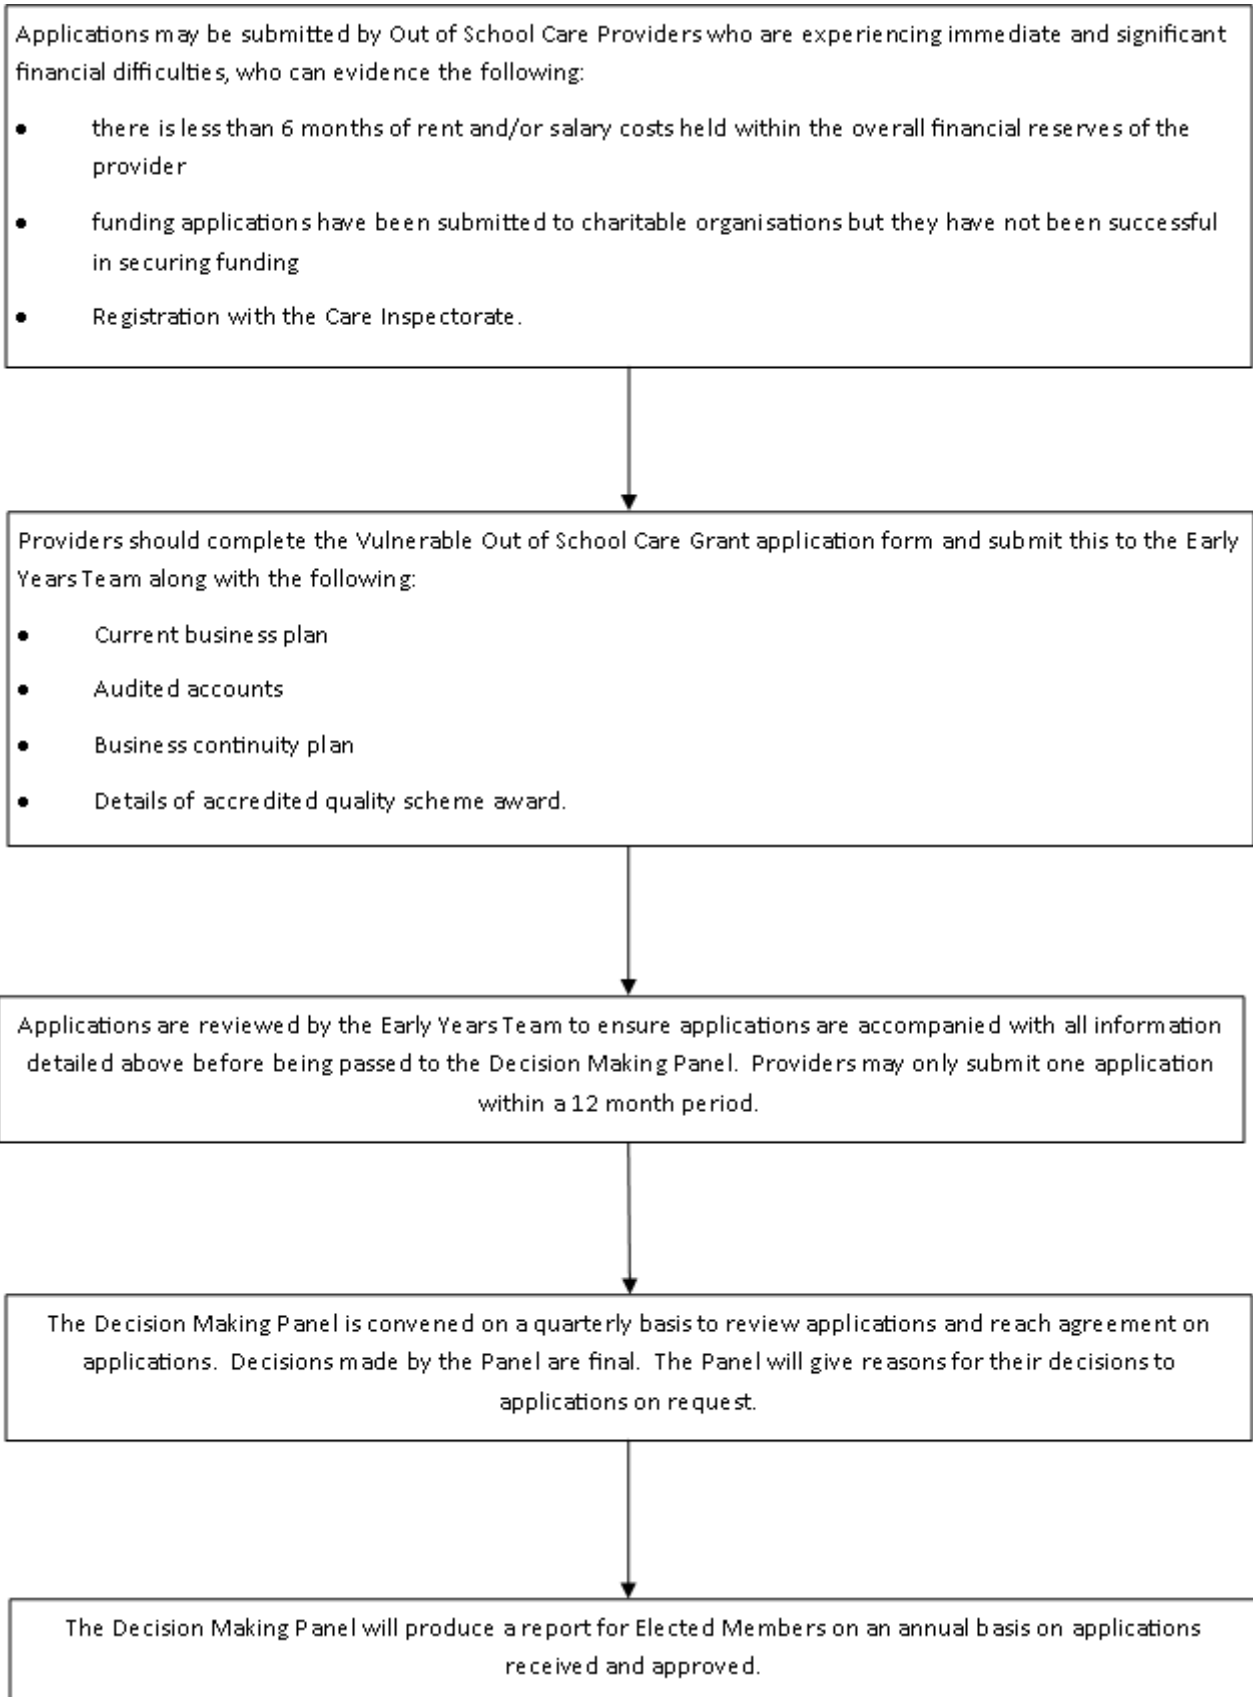 Applications may be submitted by Out of School Care Providers who are experiencing immediate and significant
financial difficulties, who can evidence the following:
● there is less than 6 months of rent and/or salary costs held within the overall financial reserves of the
provider
● funding applications have been submitted to charitable organisations but they have not been successful
in securing funding
● Registration with the Care Inspectorate.
Providers should complete the Vulnerable Out of School Care Grant application form and submit this to the Early
Years Team along with the following:
● Current business plan
● Audited accounts
● Business continuity plan
● Details of accredited quality scheme award.
Applications are reviewed by the Early Years Team to ensure applications are accompanied with all information
detailed above before being passed to the Decision Making Panel. Providers may only submit one application
within a 12 month period.
The Decision Making Panel is convened on a quarterly basis to review applications and reach agreement on
applications. Decisions made by the Panel are final. The Panel will give reasons for their decisions to
applications on request.
The Decision Making Panel will produce a report for Elected Members on an annual basis on applications
received and approved.